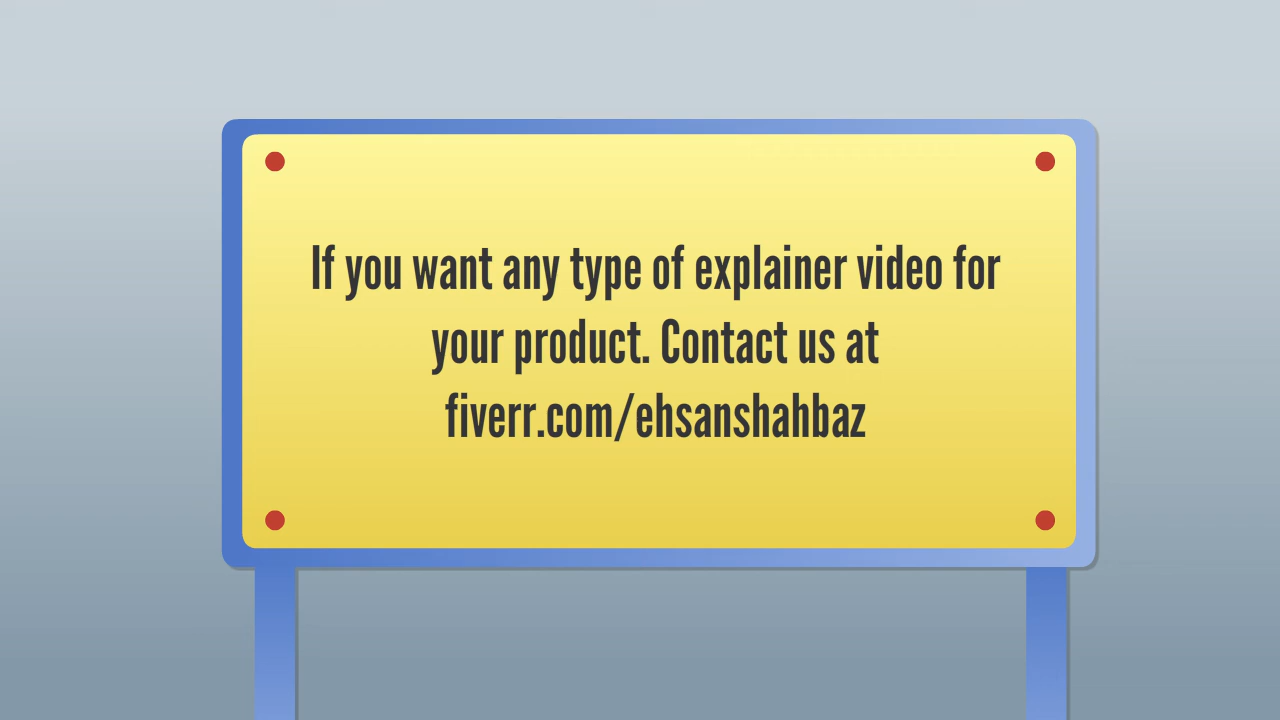 If you want any type of explainer video for
your product. Contact us at
fiverr.com/ehsanshahbaz